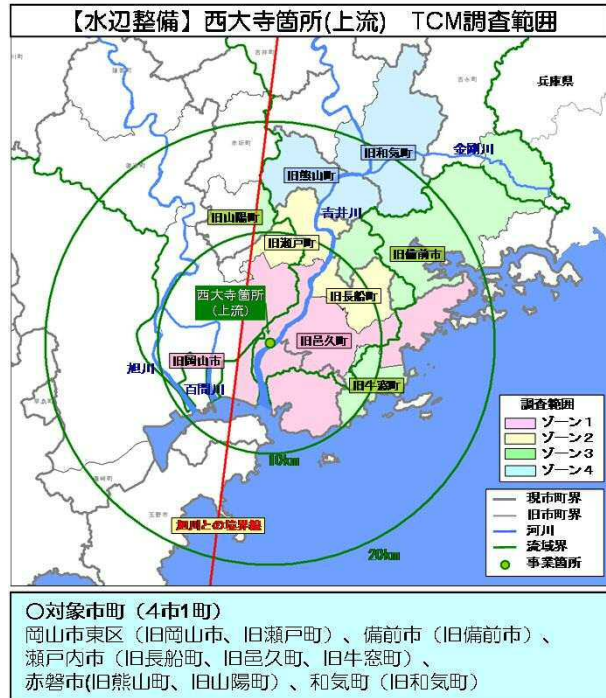 【水辺整備】西大寺箇所(上流) TCM調査範囲
兵庫県
金剛川
旧和気町
旧熊山町
吉井川
旧山陽町
旧瀬戸町
旧備前市
西大寺箇所
(上流)
旧長船町
旧邑久町
旧岡山市
旭川
百間川
旧牛窓町
調査範囲
ゾーン1
ゾーン2
ゾーン3
ゾーン4
10km
現市町界
旧市町村界
河川
流域界
事業箇所
旭川との境界線
20km
○対象市町(4市1町)
岡山市東区(旧岡山市、旧瀬戸町)、備前市(旧備前市)、
瀬戸内市(旧長船町、旧邑久町、旧牛窓町)、
赤磐市(旧熊山町、旧山陽町)、和気町(旧和気町)